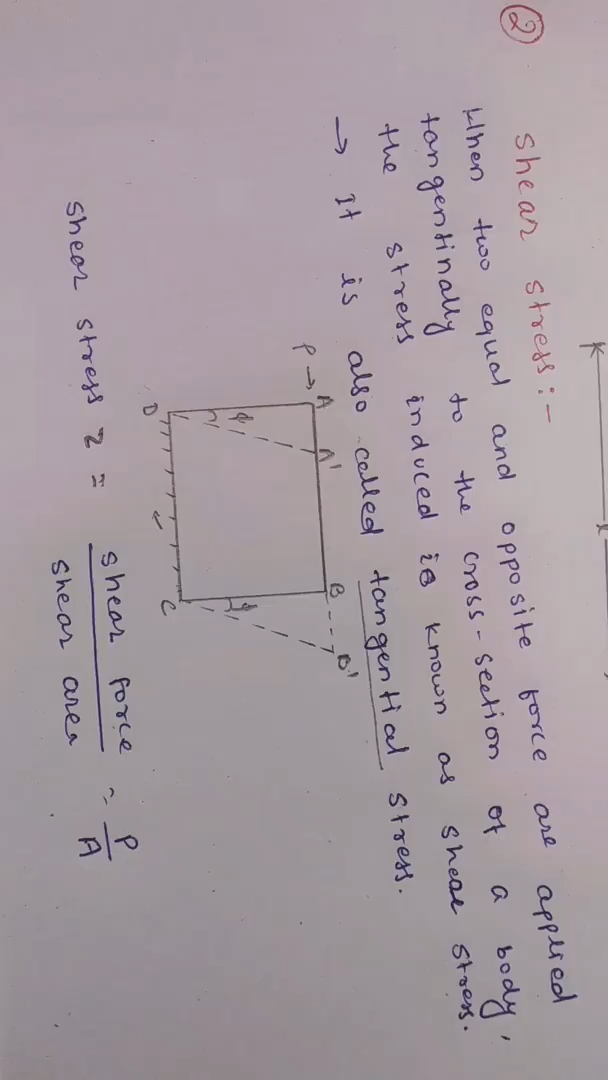 ② Shear stress:-
When two equal and opposite force are applied
tangentinally to the cross-section of a body,
the stress induced is known as shear stress.
→ It is also called tangential stress.
P → A A' B B'
φ φ
D C
Shear stress τ = shear force / shear area = P / A